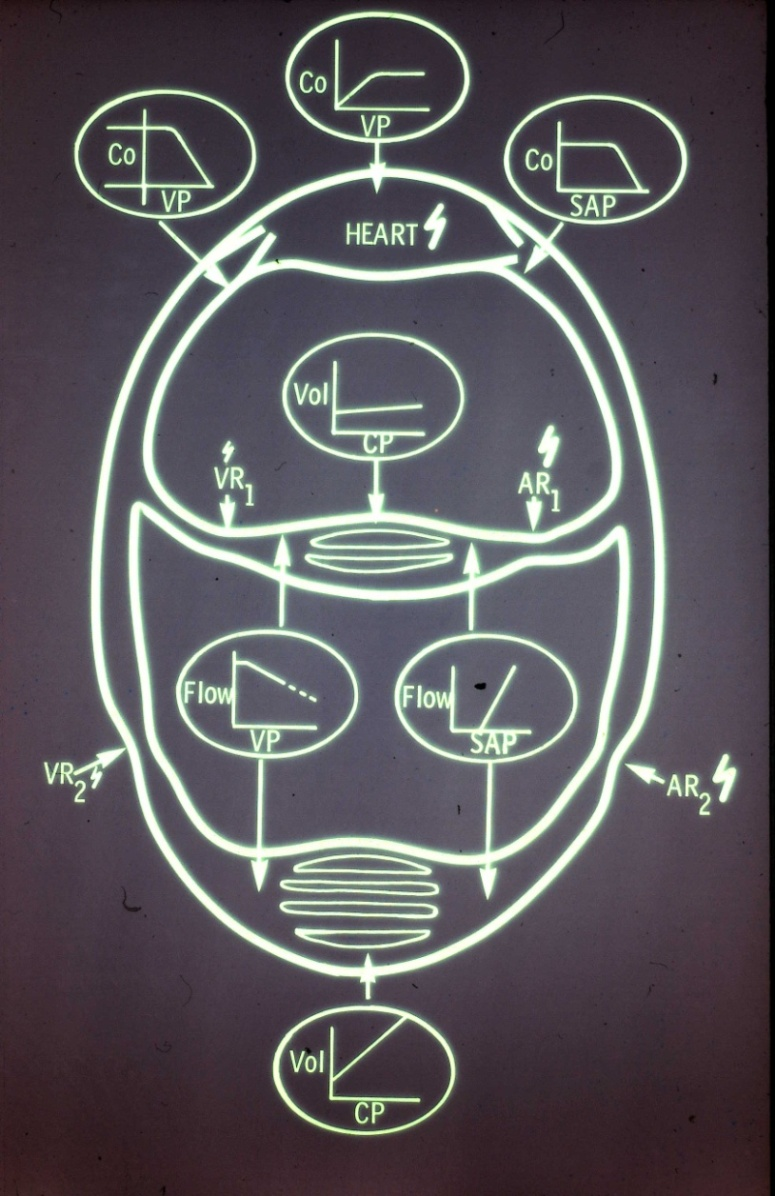 Co
VP
Co
VP
Co
SAP
HEART
Vol
CP
VR1
AR1
Flow
VP
Flow
SAP
VR2
AR2
Vol
CP